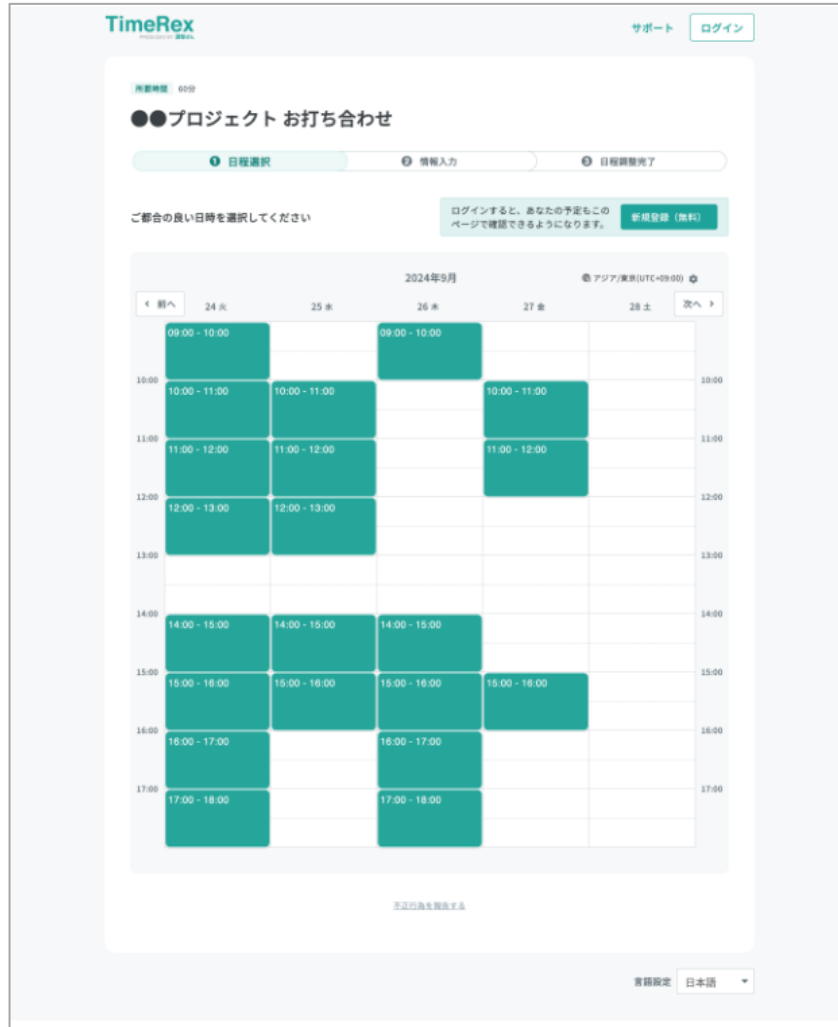 TimeRex
サポート
ログイン
所要時間 60分
●●プロジェクト お打ち合わせ
1 日程選択
2 情報入力
3 日程調整完了
ご都合の良い日時を選択してください
ログインすると、あなたの予定もこの
ページで確認できるようになります。
新規登録（無料）
2024年9月
アジア/東京(UTC+09:00)
前へ
24 火
25 水
26 木
27 金
28 土
次へ
09:00 - 10:00
09:00 - 10:00
10:00
10:00
10:00 - 11:00
10:00 - 11:00
10:00 - 11:00
11:00
11:00
11:00 - 12:00
11:00 - 12:00
11:00 - 12:00
12:00
12:00
12:00 - 13:00
12:00 - 13:00
13:00
13:00
14:00
14:00
14:00 - 15:00
14:00 - 15:00
14:00 - 15:00
15:00
15:00
15:00 - 16:00
15:00 - 16:00
15:00 - 16:00
15:00 - 16:00
16:00
16:00
16:00 - 17:00
16:00 - 17:00
17:00
17:00
17:00 - 18:00
17:00 - 18:00
不正行為を報告する
言語設定
日本語